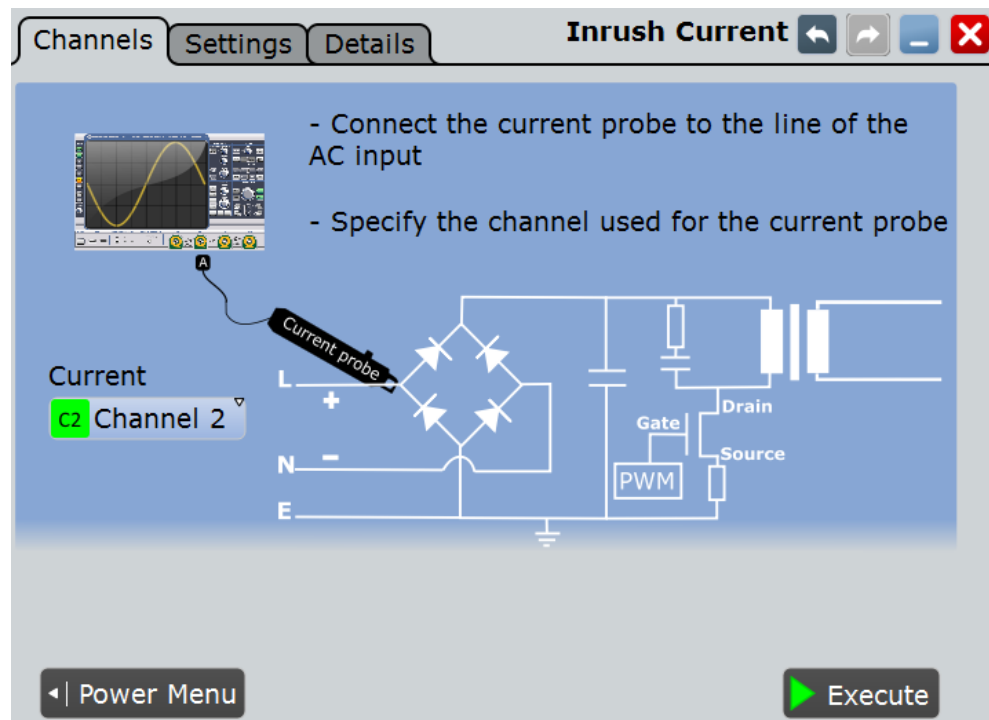 Channels
Settings
Details
Inrush Current
- Connect the current probe to the line of the
AC input
- Specify the channel used for the current probe
A
Current probe
Current
C2 Channel 2
L
+
N
-
E
Gate
Drain
Source
PWM
Power Menu
Execute